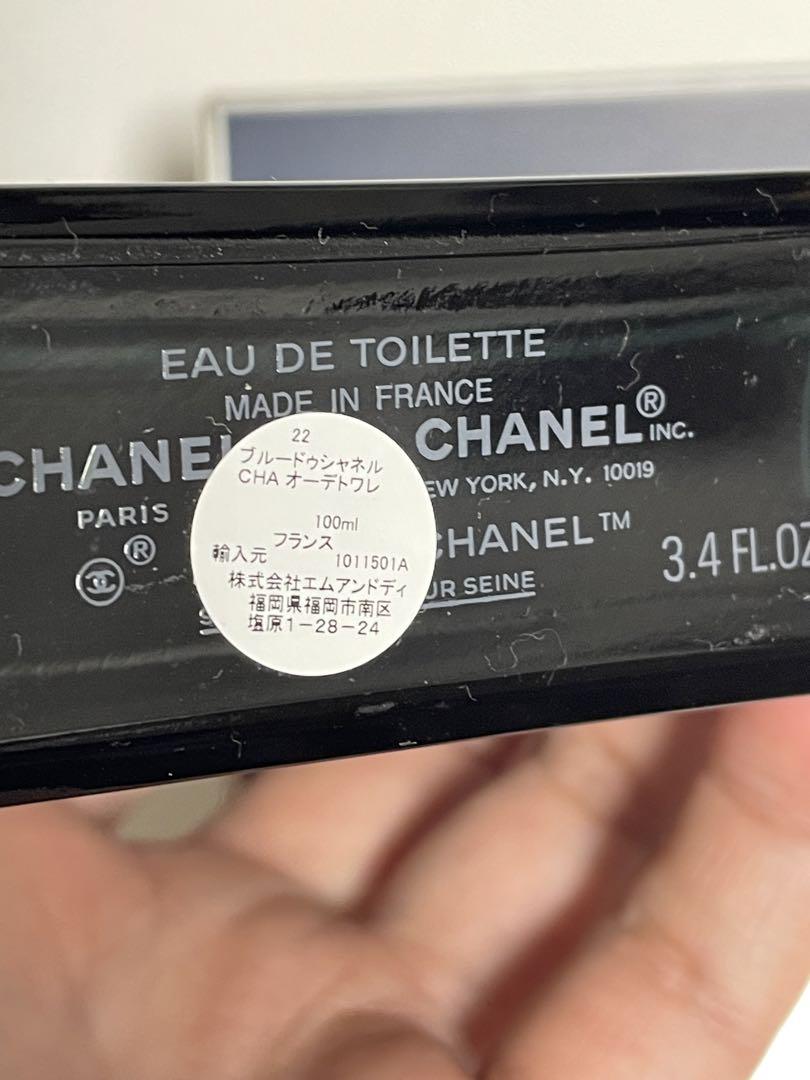 EAU DE TOILETTE
MADE IN FRANCE
CHANEL® INC.
NEW YORK, N.Y. 10019
PARIS
CHANEL™
3.4 FL.OZ
®
UR SEINE
22
ブルードゥシャネル
CHA オーデトワレ
100ml
フランス
輸入元 1011501A
株式会社エムアンドディ
福岡県福岡市南区
塩原1-28-24